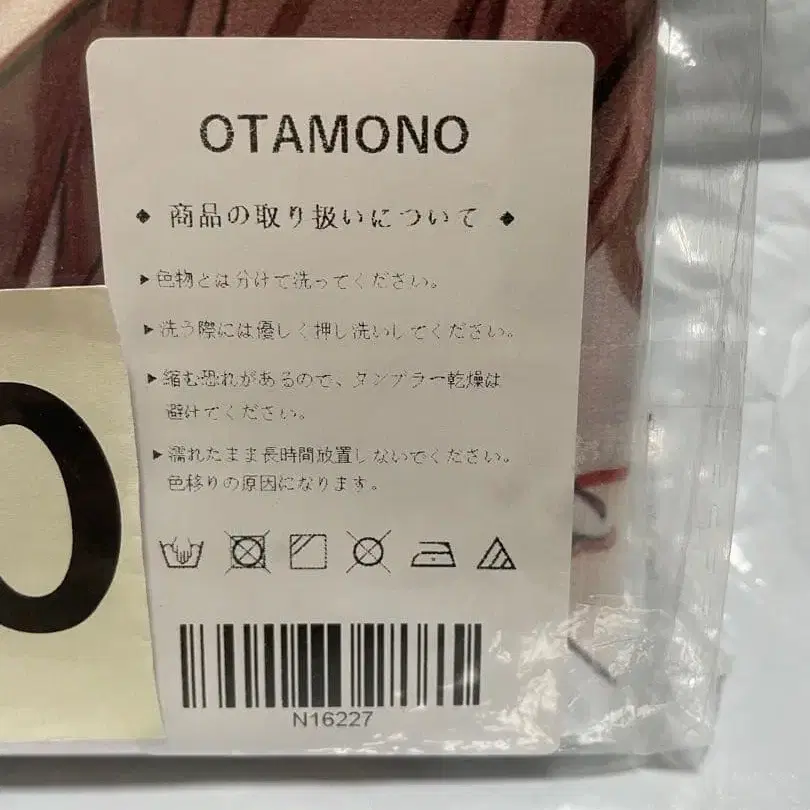 OTAMONO
◆ 商品の取り扱いについて ◆
▶色物とは分けて洗ってください。
▶洗う際には優しく押し洗いしてください。
▶縮む恐れがあるので、タンブラー乾燥は
避けてください。
▶濡れたまま長時間放置しないでください。
色移りの原因になります。
N16227
0